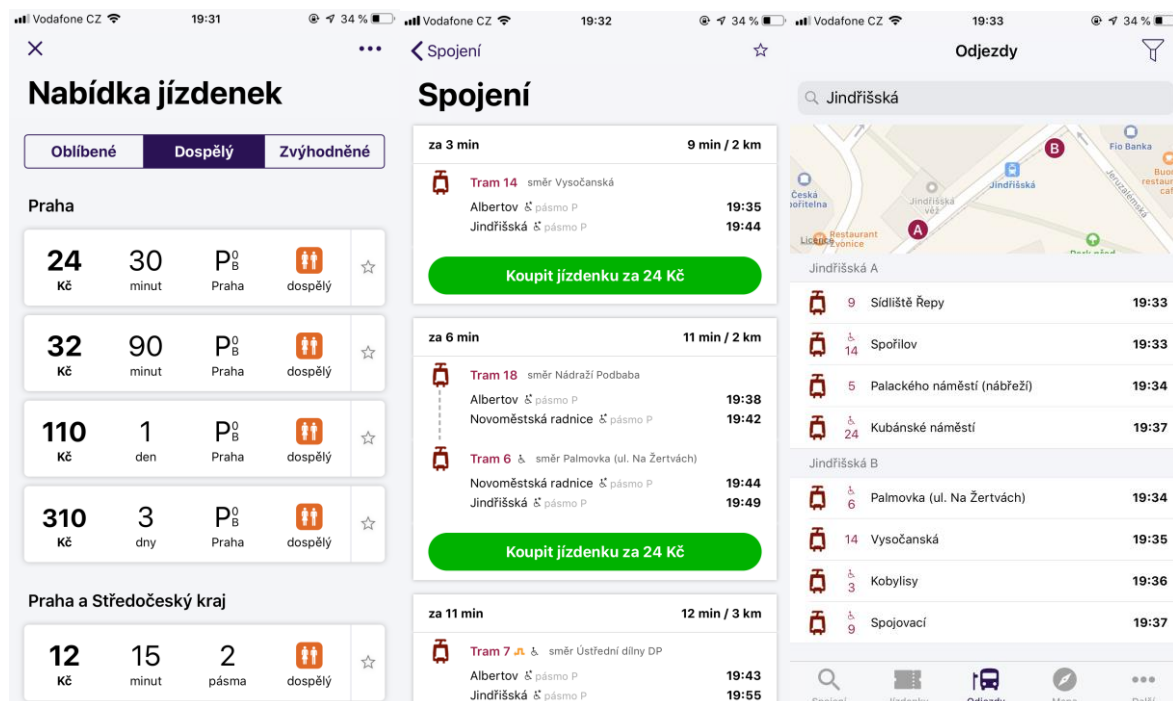 Vodafone CZ 19:31 34 %
Nabídka jízdenek
Oblíbené Dospělý Zvýhodněné
Praha
24 30 P 0 B
Kč minut Praha dospělý
32 90 P 0 B
Kč minut Praha dospělý
110 1 P 0 B
Kč den Praha dospělý
310 3 P 0 B
Kč dny Praha dospělý
Praha a Středočeský kraj
12 15 2
Kč minut pásma dospělý
Vodafone CZ 19:32 34 %
Spojení
Spojení
za 3 min 9 min / 2 km
Tram 14 směr Vysočanská
Albertov pásmo P 19:35
Jindřišská pásmo P 19:44
Koupit jízdenku za 24 Kč
za 6 min 11 min / 2 km
Tram 18 směr Nádraží Podbaba
Albertov pásmo P 19:38
Novoměstská radnice pásmo P 19:42
Tram 6 směr Palmovka (ul. Na Žertvách)
Novoměstská radnice pásmo P 19:44
Jindřišská pásmo P 19:49
Koupit jízdenku za 24 Kč
za 11 min 12 min / 3 km
Tram 7 směr Ústřední dílny DP
Albertov pásmo P 19:43
Jindřišská pásmo P 19:55
Vodafone CZ 19:33 34 %
Odjezdy
Jindřišská
B
Fio Banka
Jindřišská
Česká
Jindřišská
věž
Jeruzalémská
A
Restaurant
Zvonice
Licence
Jindřišská A
9 Sídliště Řepy 19:33
14 Spořilov 19:33
5 Palackého náměstí (nábřeží) 19:34
24 Kubánské náměstí 19:37
Jindřišská B
6 Palmovka (ul. Na Žertvách) 19:34
14 Vysočanská 19:35
3 Kobylisy 19:36
9 Spojovací 19:37